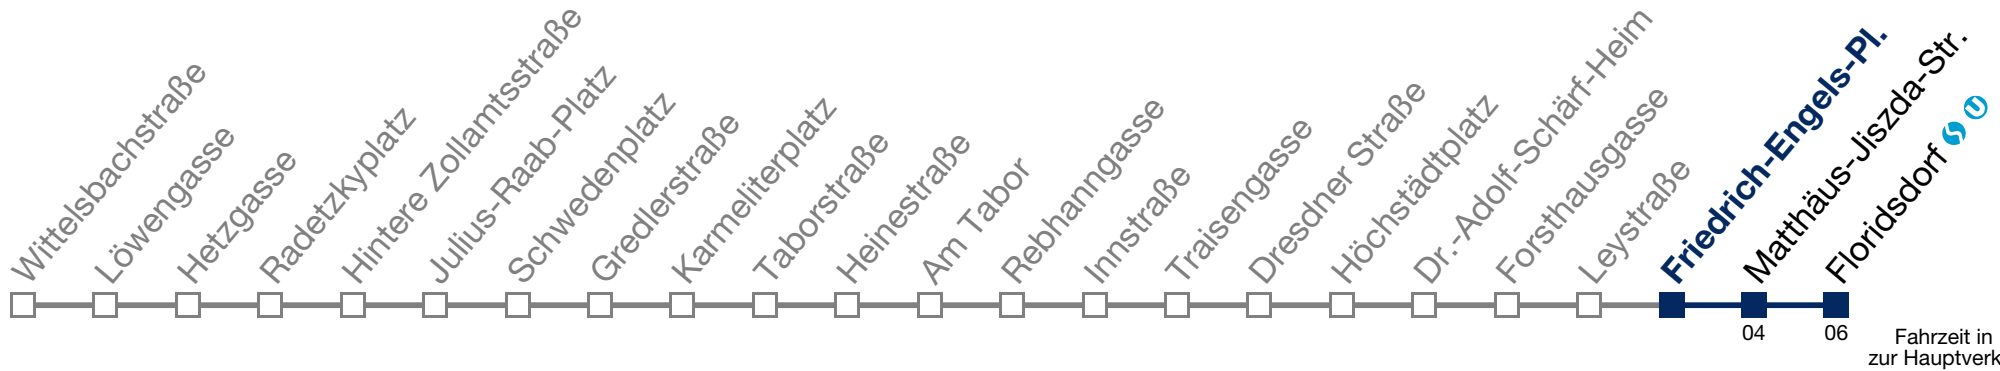 Wittelsbachstraße
Löwengasse
Hetzgasse
Radetzkyplatz
Hintere Zollamtsstraße
Julius-Raab-Platz
Schwedenplatz
Gredlerstraße
Karmeliterplatz
Taborstraße
Heinestraße
Am Tabor
Rebhanngasse
Innstraße
Traisengasse
Dresdner Straße
Höchstädtplatz
Dr.-Adolf-Schärf-Heim
Forsthausgasse
Leystraße
Friedrich-Engels-Pl.
Matthäus-Jiszda-Str.
Floridsdorf S U
04
06
Fahrzeit in
zur Hauptverk